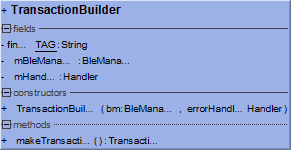 + TransactionBuilder
fields
- fin... TAG:String
- mBleMana... :BleMana...
- mHand... :Handler
constructors
+ TransactionBuil... (bm:BleMana... , errorHandl... Handler)
methods
+ makeTransacti... ():Transacti...